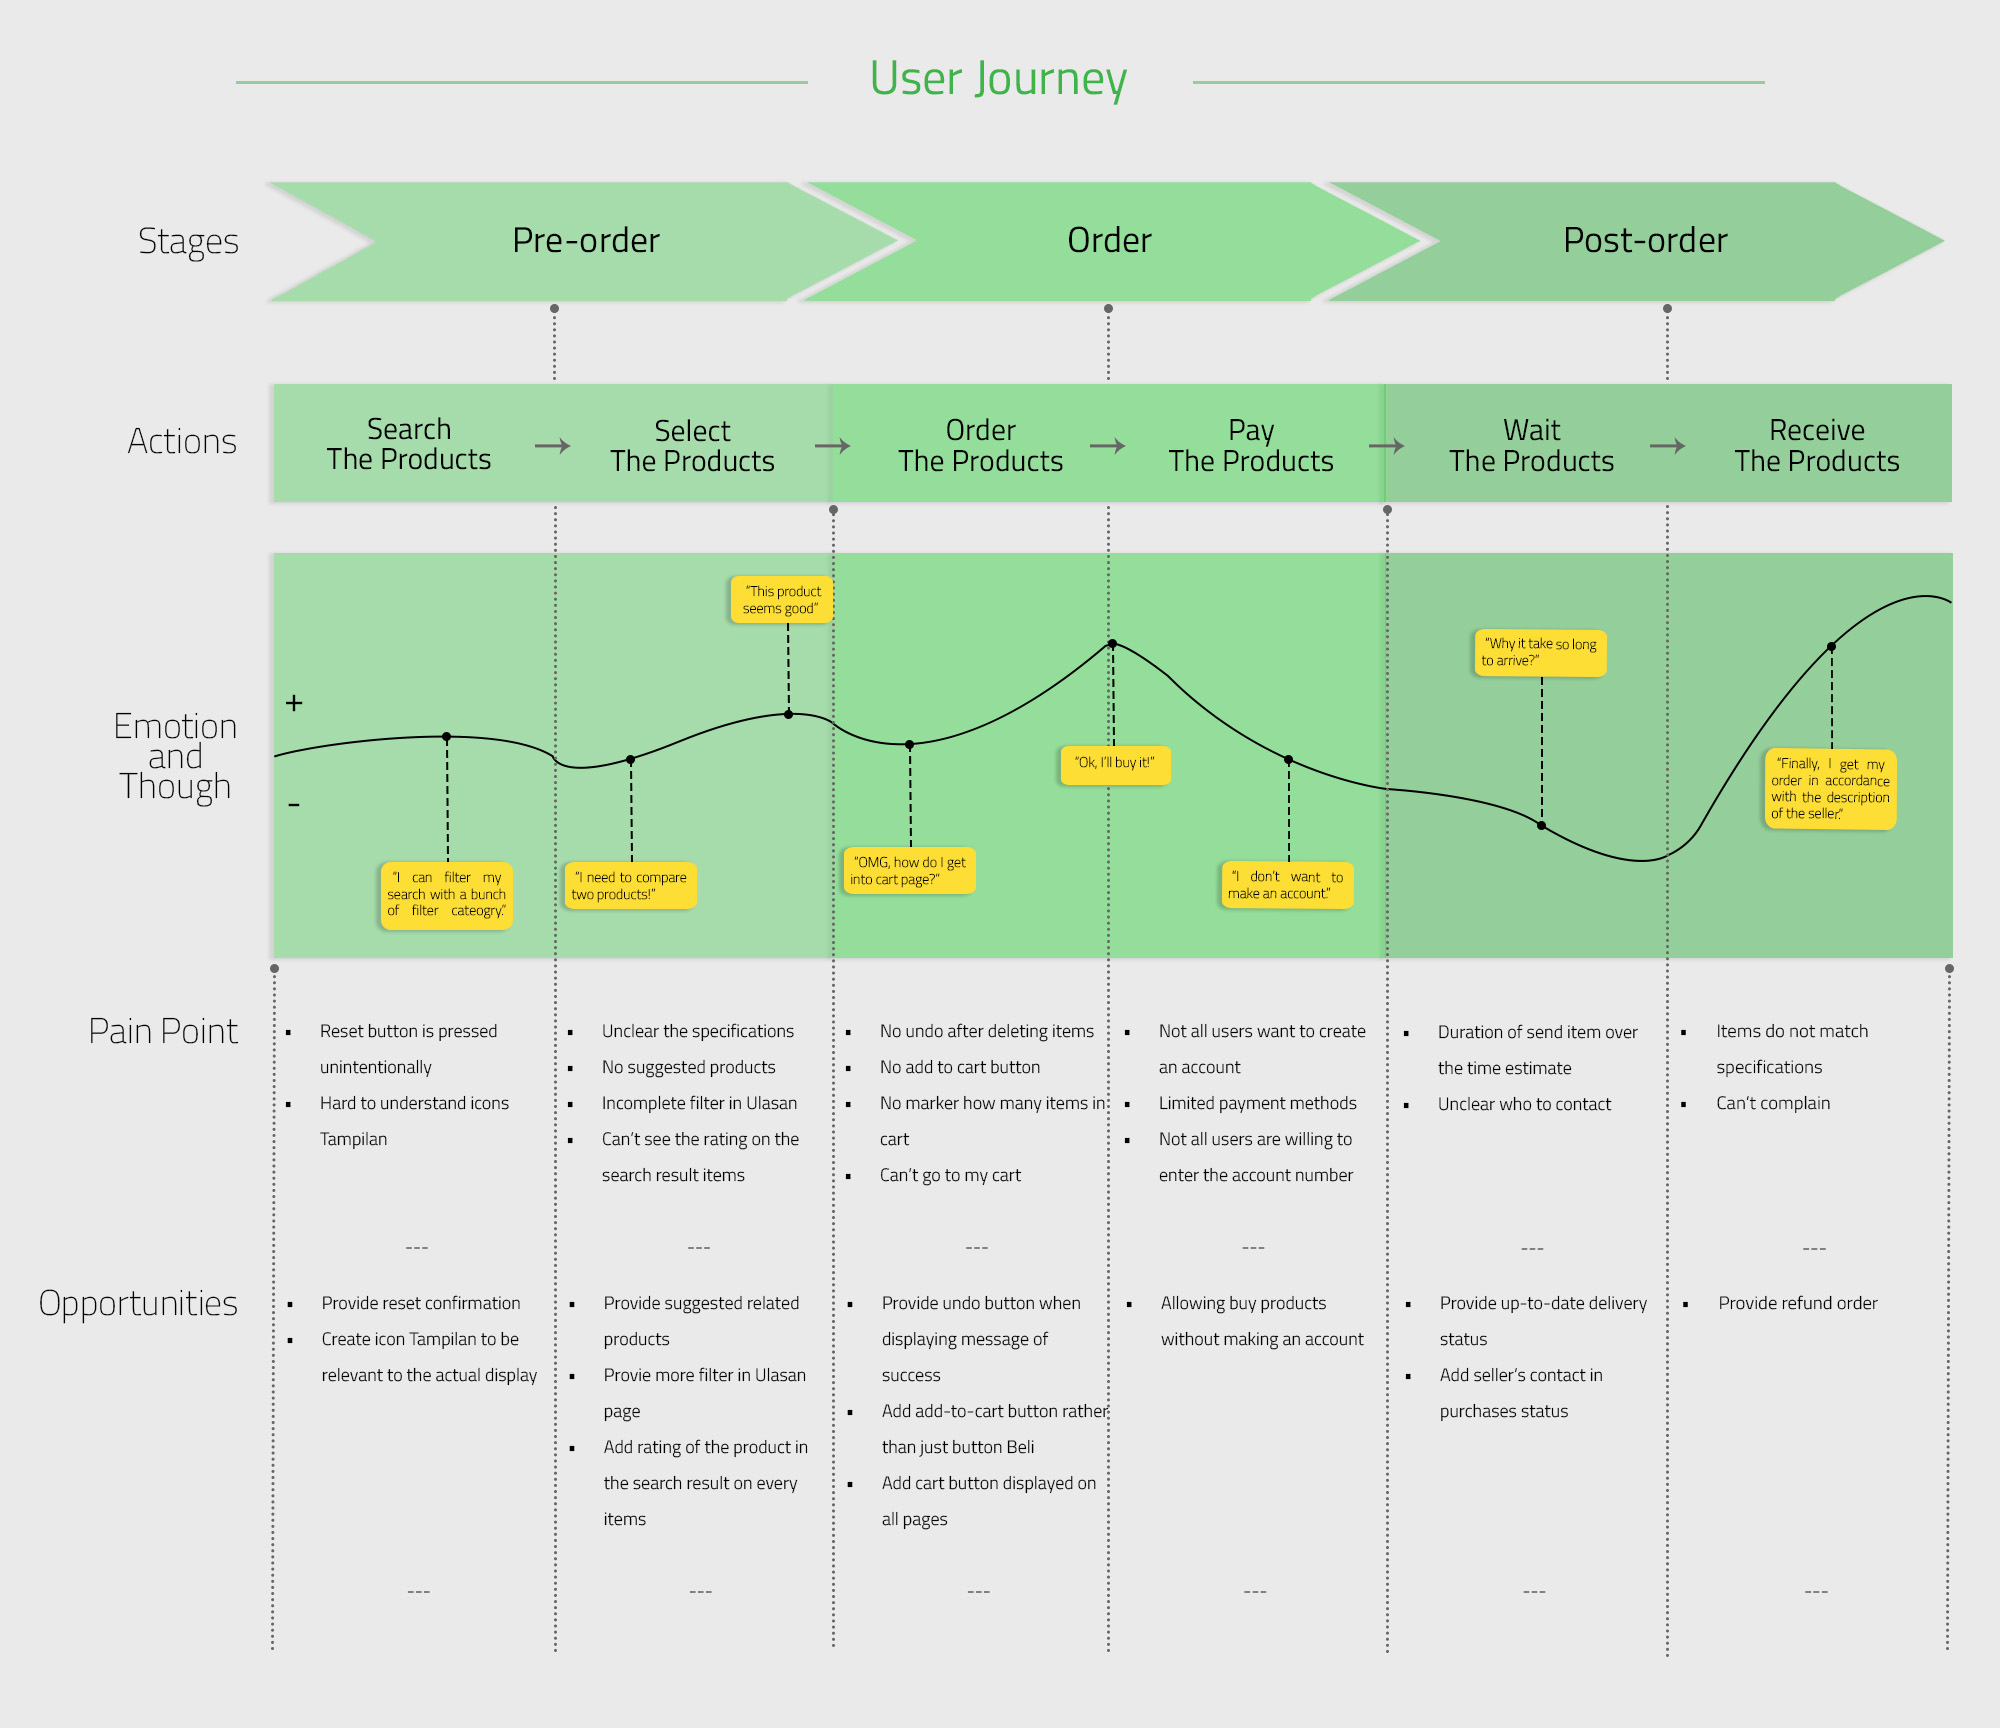 User Journey
Stages
Pre-order
Order
Post-order
Actions
Search
The Products
Select
The Products
Order
The Products
Pay
The Products
Wait
The Products
Receive
The Products
Emotion
and
Though
+
-
"This product
seems good"
"Why it take so long
to arrive?"
"Ok, I'll buy it!"
"Finally, I get my
order in accordance
with the description
of the seller."
"I can filter my
search with a bunch
of filter cateogry."
"I need to compare
two products!"
"OMG, how do I get
into cart page?"
"I don't want to
make an account."
Pain Point
▪ Reset button is pressed
unintentionally
▪ Hard to understand icons
Tampilan
---
▪ Unclear the specifications
▪ No suggested products
▪ Incomplete filter in Ulasan
▪ Can't see the rating on the
search result items
---
▪ No undo after deleting items
▪ No add to cart button
▪ No marker how many items in
cart
▪ Can't go to my cart
---
▪ Not all users want to create
an account
▪ Limited payment methods
▪ Not all users are willing to
enter the account number
---
▪ Duration of send item over
the time estimate
▪ Unclear who to contact
---
▪ Items do not match
specifications
▪ Can't complain
---
Opportunities
▪ Provide reset confirmation
▪ Create icon Tampilan to be
relevant to the actual display
---
▪ Provide suggested related
products
▪ Provie more filter in Ulasan
page
▪ Add rating of the product in
the search result on every
items
---
▪ Provide undo button when
displaying message of
success
▪ Add add-to-cart button rather
than just button Beli
▪ Add cart button displayed on
all pages
---
▪ Allowing buy products
without making an account
---
▪ Provide up-to-date delivery
status
▪ Add seller's contact in
purchases status
---
▪ Provide refund order
---